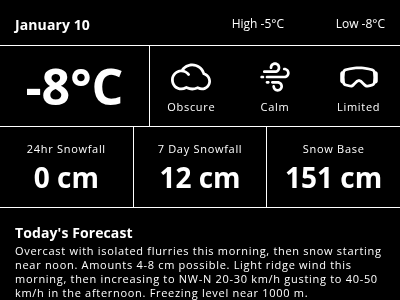 January 10 High -5°C Low -8°C
-8°C
Obscure Calm Limited
24hr Snowfall 7 Day Snowfall Snow Base
0 cm 12 cm 151 cm
Today's Forecast
Overcast with isolated flurries this morning, then snow starting
near noon. Amounts 4-8 cm possible. Light ridge wind this
morning, then increasing to NW-N 20-30 km/h gusting to 40-50
km/h in the afternoon. Freezing level near 1000 m.